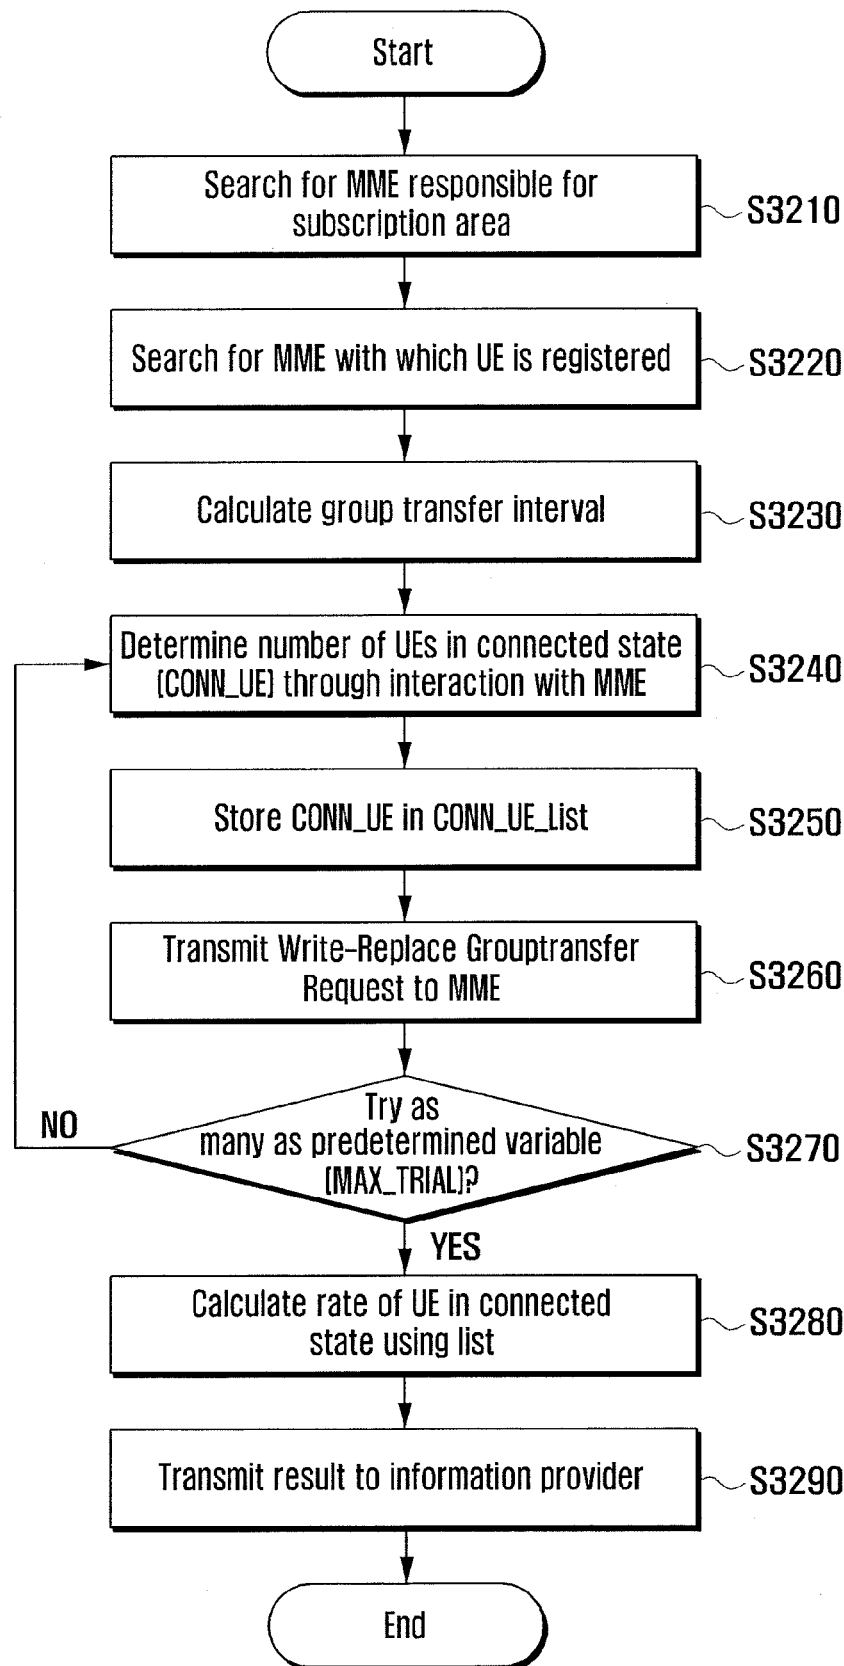 Start
Search for MME responsible for
subscription area
S3210
Search for MME with which UE is registered
S3220
Calculate group transfer interval
S3230
Determine number of UEs in connected state
(CONN_UE) through interaction with MME
S3240
Store CONN_UE in CONN_UE_List
S3250
Transmit Write-Replace Grouptransfer
Request to MME
S3260
Try as
many as predetermined variable
(MAX_TRIAL)?
S3270
NO
YES
Calculate rate of UE in connected
state using list
S3280
Transmit result to information provider
S3290
End